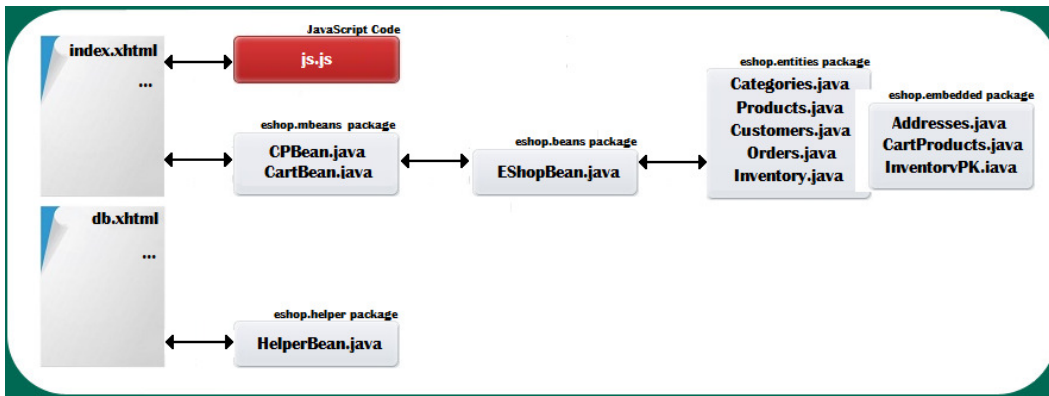 index.xhtml
...
JavaScript Code
js.js
eshop.mbeans package
CPBean.java
CartBean.java
eshop.beans package
EShopBean.java
eshop.entities package
Categories.java
Products.java
Customers.java
Orders.java
Inventory.java
eshop.embedded package
Addresses.java
CartProducts.java
InventoryPK.java
db.xhtml
...
eshop.helper package
HelperBean.java